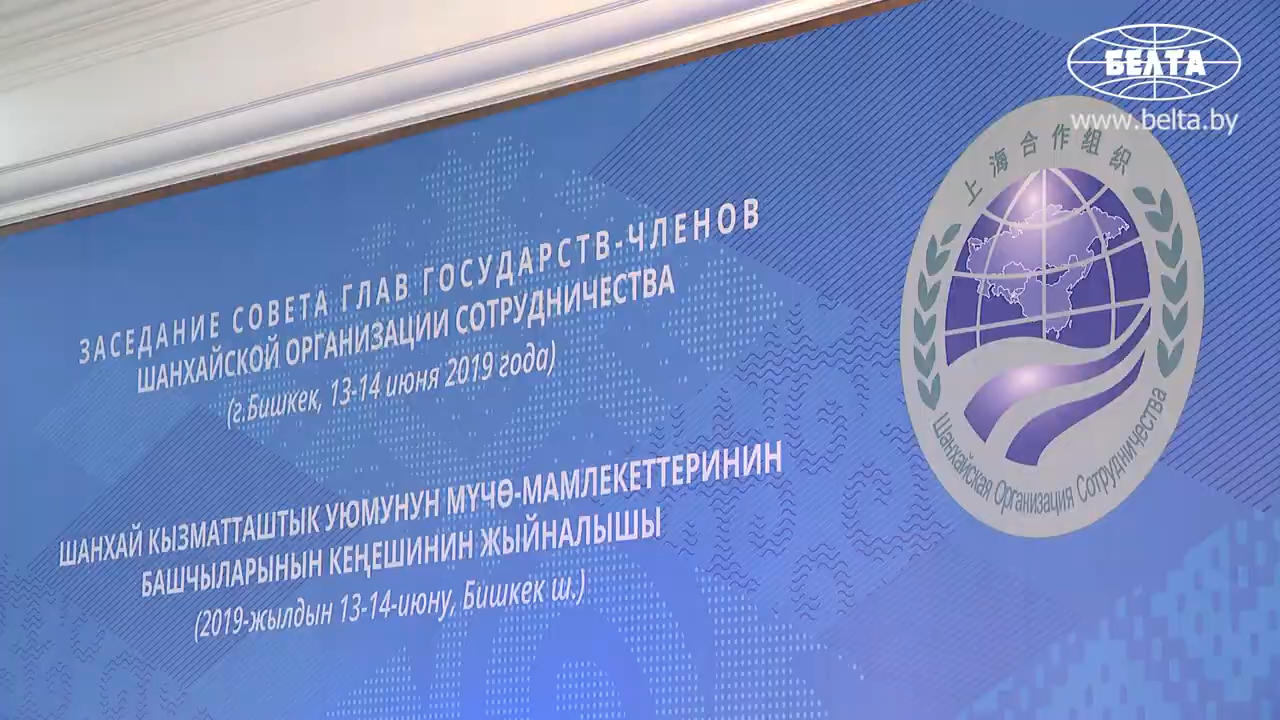 БЕЛТА
www.belta.by
ЗАСЕДАНИЕ СОВЕТА ГЛАВ ГОСУДАРСТВ-ЧЛЕНОВ
ШАНХАЙСКОЙ ОРГАНИЗАЦИИ СОТРУДНИЧЕСТВА
(г.Бишкек, 13-14 июня 2019 года)
ШАНХАЙ КЫЗМАТТАШТЫК УЮМУНУН МҮЧӨ-МАМЛЕКЕТТЕРИНИН
БАШЧЫЛАРЫНЫН КЕҢЕШИНИН ЖЫЙНАЛЫШЫ
(2019-жылдын 13-14-июну, Бишкек ш.)
上海合作组织
Шанхайская Организация Сотрудничества